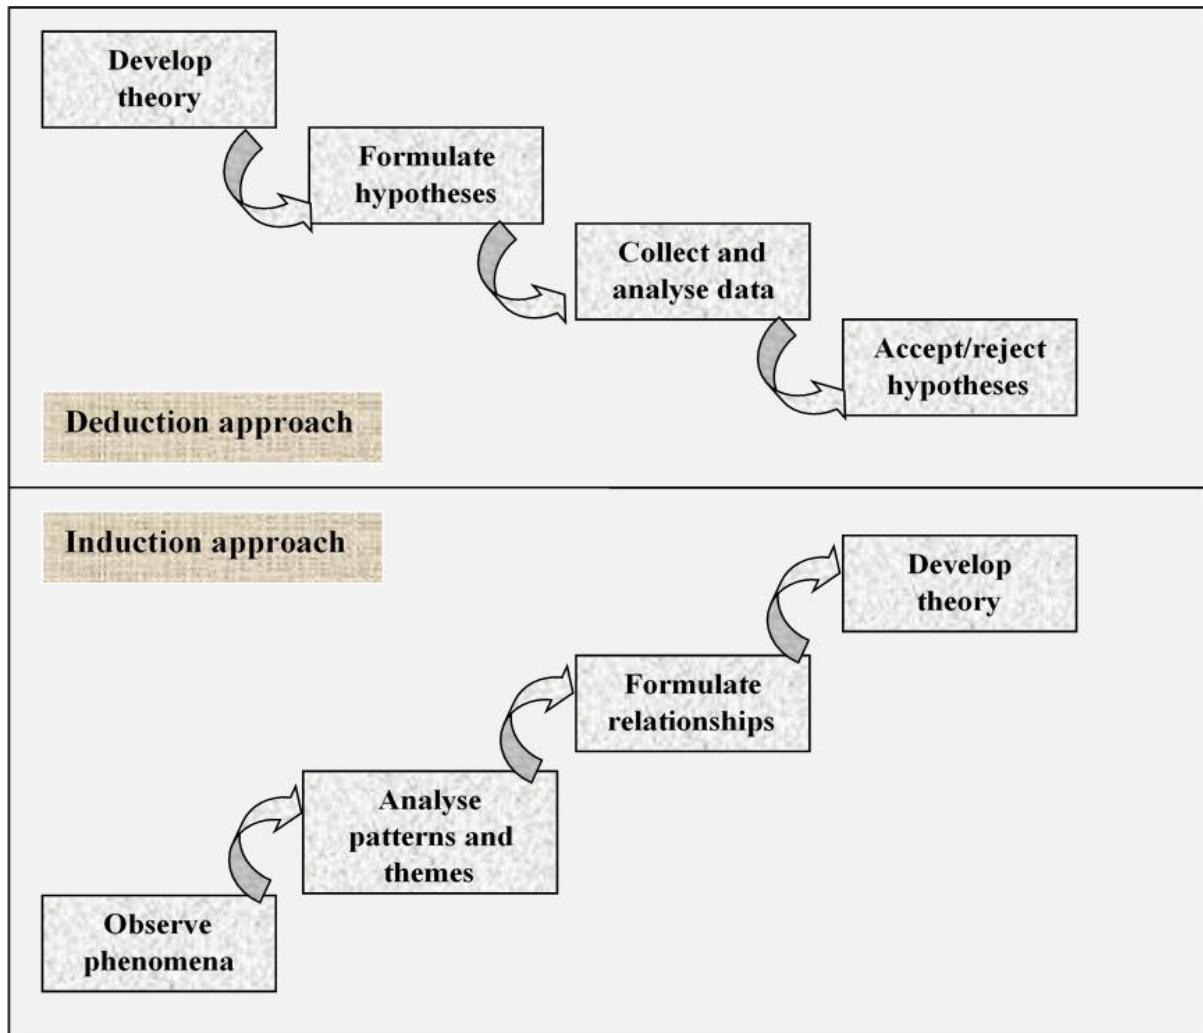 Develop
theory
Formulate
hypotheses
Collect and
analyse data
Accept/reject
hypotheses
Deduction approach
Induction approach
Develop
theory
Formulate
relationships
Analyse
patterns and
themes
Observe
phenomena